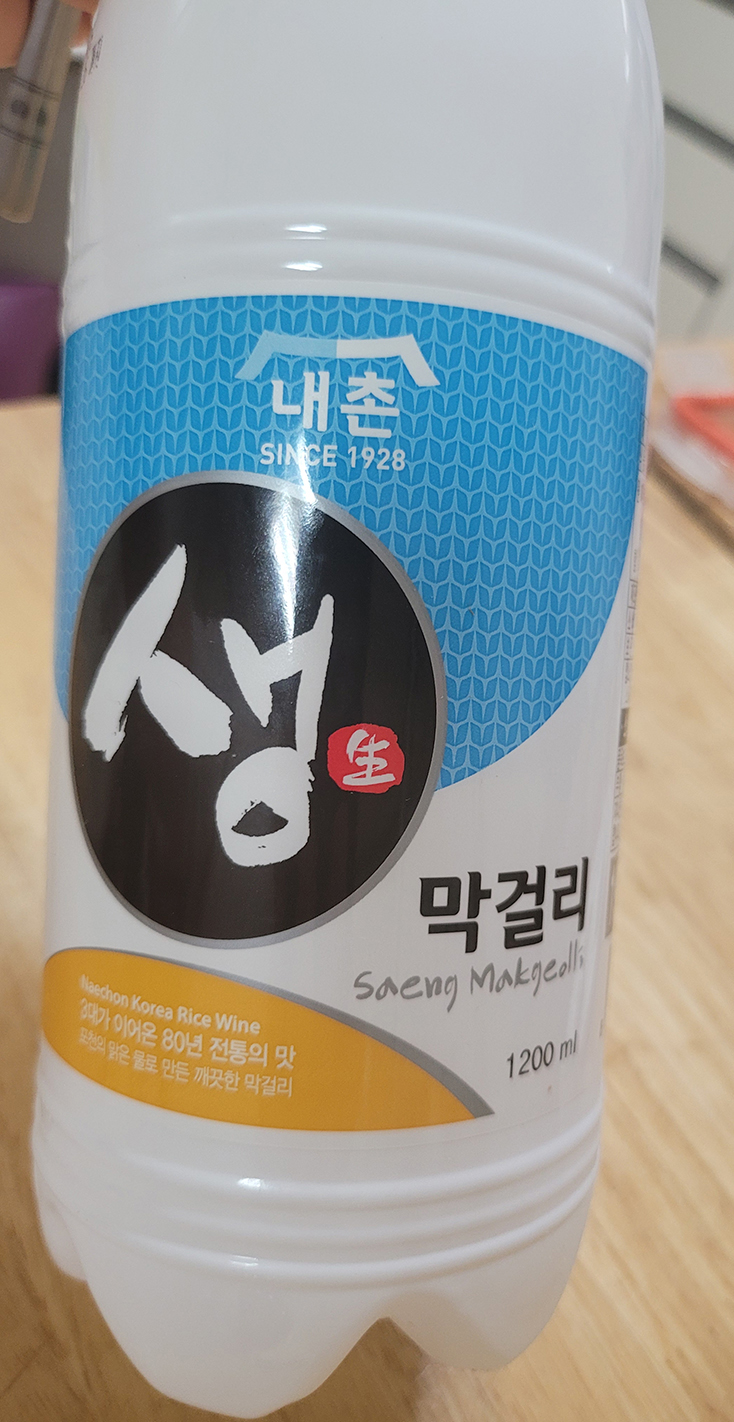 내촌
SINCE 1928
생
生
막걸리
Saeng Makgeolli
1200 ml
Naechon Korea Rice Wine
3대가 이어온 80년 전통의 맛
포천의 맑은 물로 만든 깨끗한 막걸리